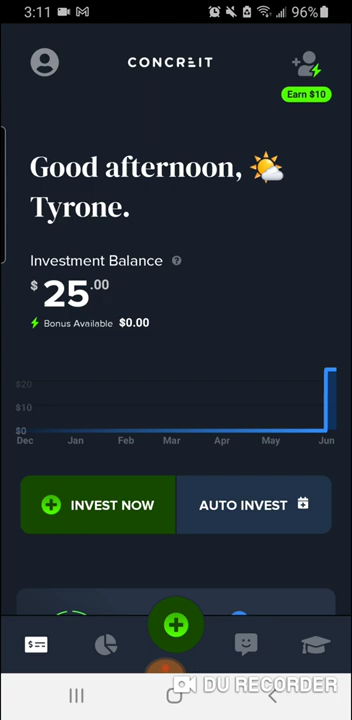 3:11 96%
CONCREIT
Earn $10
Good afternoon,
Tyrone.
Investment Balance ?
$25.00
Bonus Available $0.00
$20
$10
$0
Dec Jan Feb Mar Apr May Jun
INVEST NOW AUTO INVEST
DU RECORDER